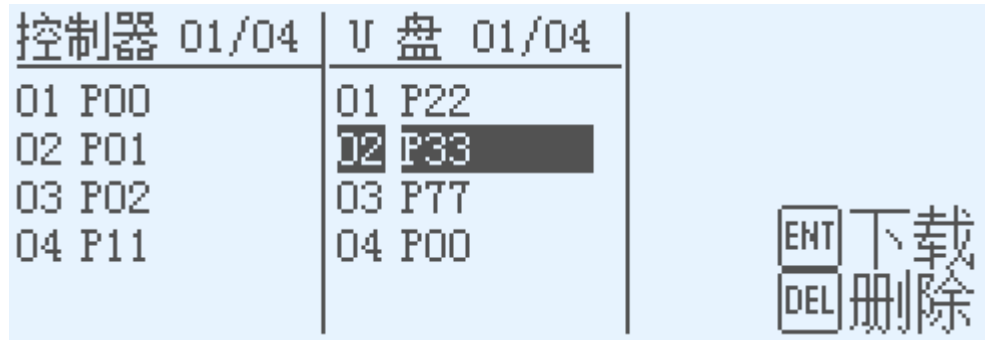 控制器 01/04
01 P00
02 P01
03 P02
04 P11
U 盘 01/04
01 P22
02 P33
03 P77
04 P00
ENT 下载
DEL 删除